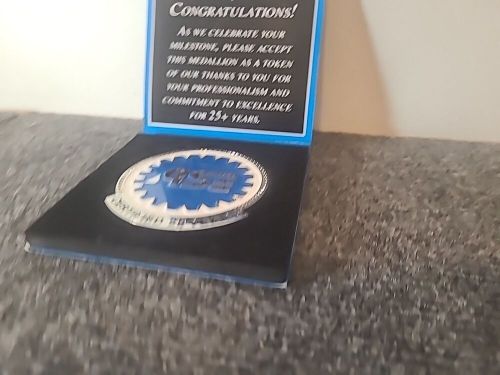 CONGRATULATIONS!
AS WE CELEBRATE YOUR
MILESTONE, PLEASE ACCEPT
THIS MEDALLION AS A TOKEN
OF OUR THANKS TO YOU FOR
YOUR PROFESSIONALISM AND
COMMITMENT TO EXCELLENCE
FOR 25+ YEARS.